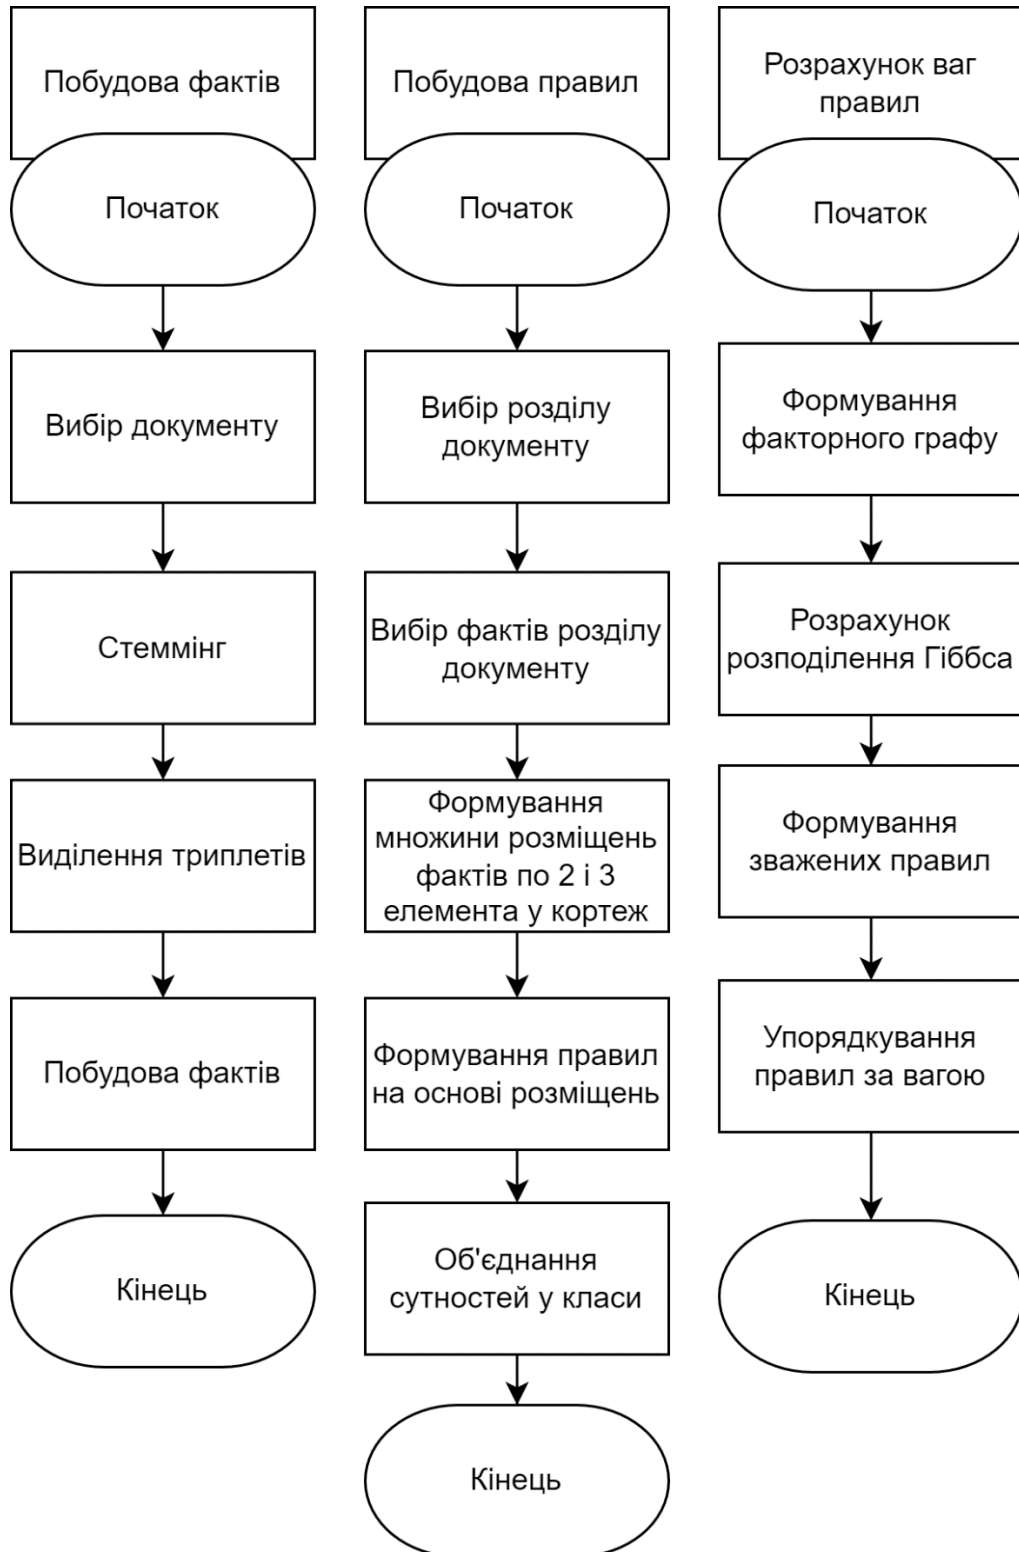 Побудова фактів
Початок
Вибір документу
Стеммінг
Виділення триплетів
Побудова фактів
Кінець
Побудова правил
Початок
Вибір розділу
документу
Вибір фактів розділу
документу
Формування
множини розміщень
фактів по 2 і 3
елемента у кортеж
Формування правил
на основі розміщень
Об'єднання
сутностей у класи
Кінець
Розрахунок ваг
правил
Початок
Формування
факторного графу
Розрахунок
розподілення Гіббса
Формування
зважених правил
Упорядкування
правил за вагою
Кінець